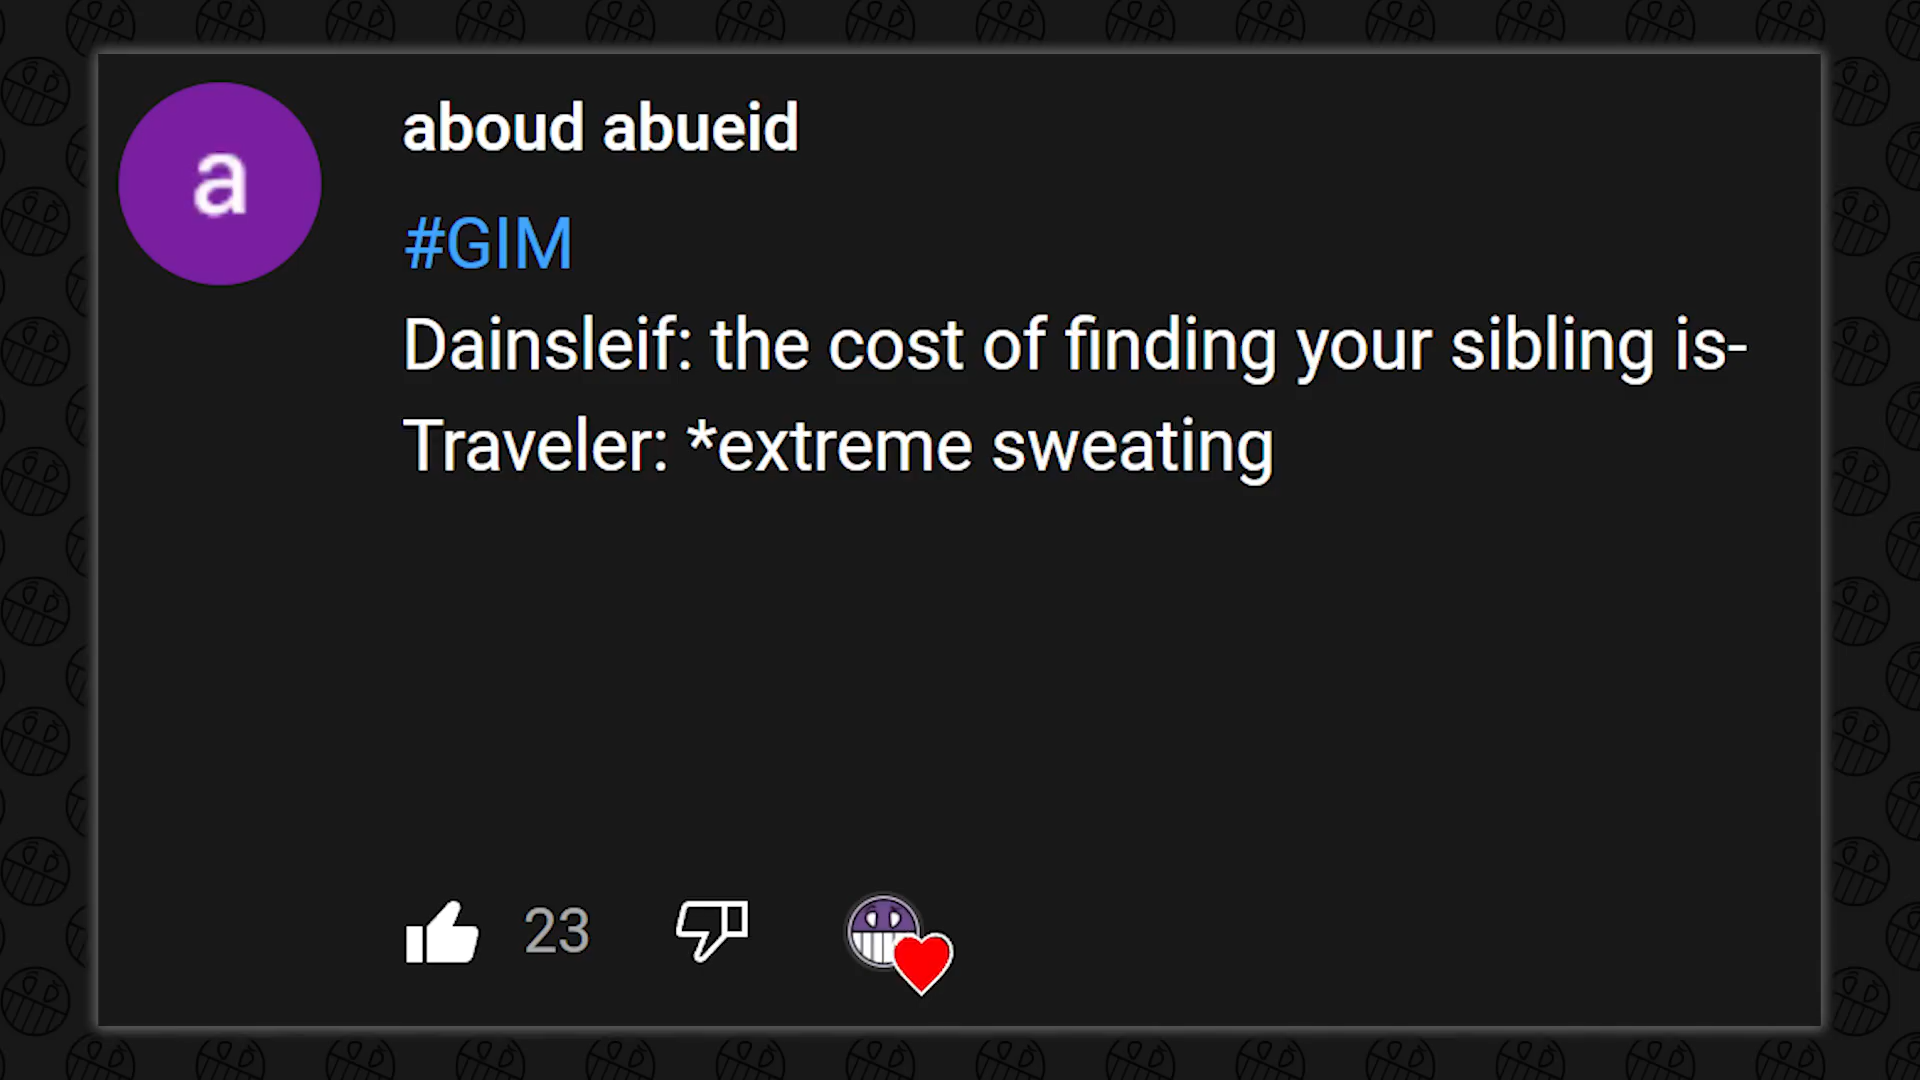 a
aboud abueid
#GIM
Dainsleif: the cost of finding your sibling is-
Traveler: *extreme sweating
23